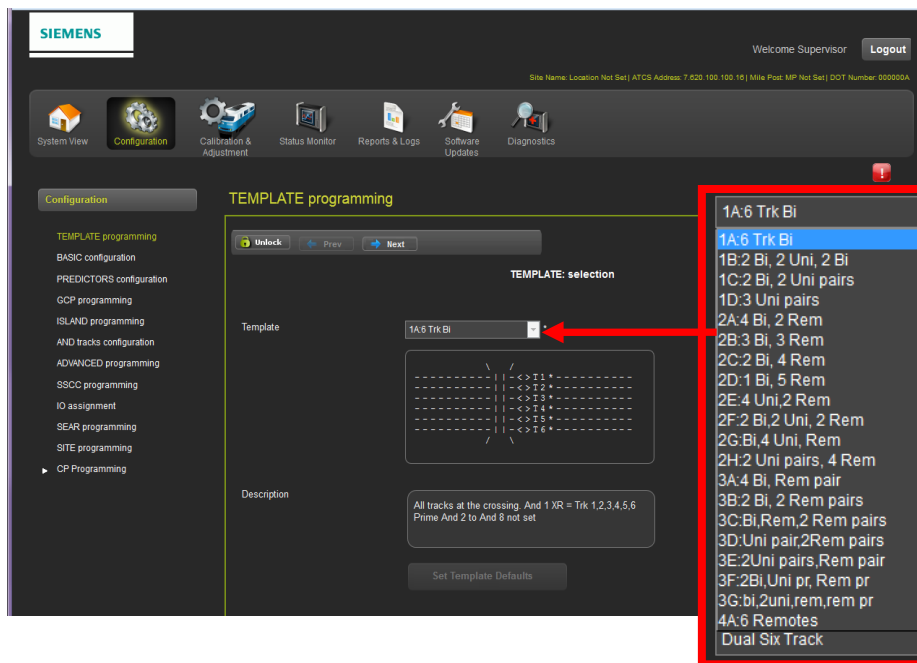 SIEMENS
Welcome Supervisor
Logout
Site Name: Location Not Set | ATCS Address: 7.620.100.100.16 | Mile Post: MP Not Set | DOT Number: 000000A
System View
Configuration
Calibration & Adjustment
Status Monitor
Reports & Logs
Software Updates
Diagnostics
!
Configuration
TEMPLATE programming
BASIC configuration
PREDICTORS configuration
GCP programming
ISLAND programming
AND tracks configuration
ADVANCED programming
SSCC programming
IO assignment
SEAR programming
SITE programming
CP Programming
TEMPLATE programming
Unlock
Prev
Next
TEMPLATE: selection
Template
1A:6 Trk Bi
*
\ /
- - - - - - - - - - | | - < > T 1 * - - - - - - - - - -
- - - - - - - - - - | | - < > T 2 * - - - - - - - - - -
- - - - - - - - - - | | - < > T 3 * - - - - - - - - - -
- - - - - - - - - - | | - < > T 4 * - - - - - - - - - -
- - - - - - - - - - | | - < > T 5 * - - - - - - - - - -
- - - - - - - - - - | | - < > T 6 * - - - - - - - - - -
/ \
Description
All tracks at the crossing. And 1 XR = Trk 1,2,3,4,5,6
Prime And 2 to And 8 not set
Set Template Defaults
1A:6 Trk Bi
1A:6 Trk Bi
1B:2 Bi, 2 Uni, 2 Bi
1C:2 Bi, 2 Uni pairs
1D:3 Uni pairs
2A:4 Bi, 2 Rem
2B:3 Bi, 3 Rem
2C:2 Bi, 4 Rem
2D:1 Bi, 5 Rem
2E:4 Uni,2 Rem
2F:2 Bi,2 Uni, 2 Rem
2G:Bi,4 Uni, Rem
2H:2 Uni pairs, 4 Rem
3A:4 Bi, Rem pair
3B:2 Bi, 2 Rem pairs
3C:Bi,Rem,2 Rem pairs
3D:Uni pair,2Rem pairs
3E:2Uni pairs,Rem pair
3F:2Bi,Uni pr, Rem pr
3G:bi,2uni,rem,rem pr
4A:6 Remotes
Dual Six Track